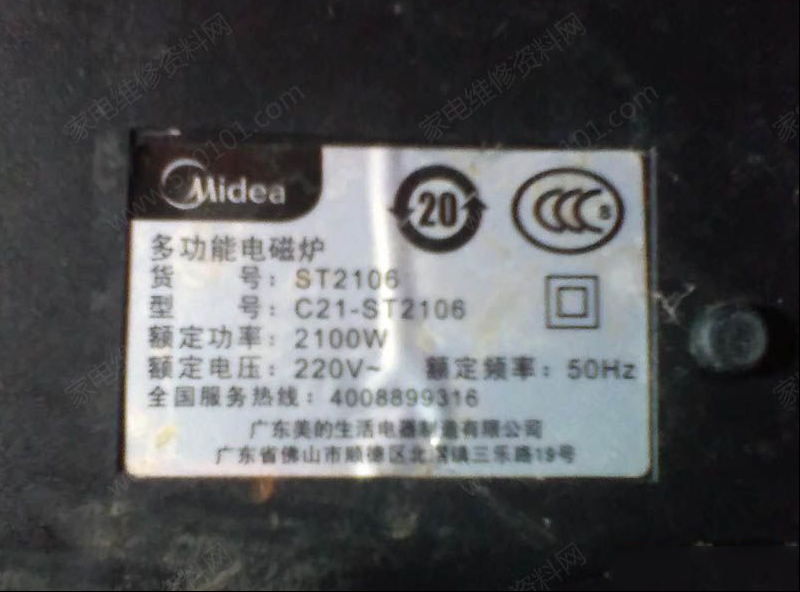 Midea
20
CCC S
多功能电磁炉
货 号：ST2106
型 号：C21-ST2106
额定功率：2100W
额定电压：220V~ 额定频率：50Hz
全国服务热线：4008899316
广东美的生活电器制造有限公司
广东省佛山市顺德区北滘镇三乐路19号
家电维修资料网